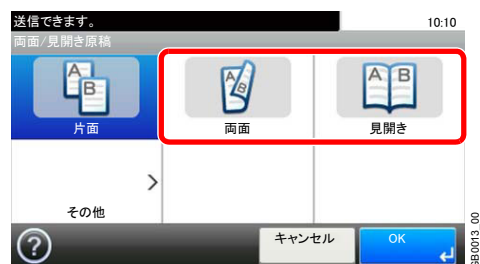 送信できます。 10:10
両面/見開き原稿
A B A B A B
片面 両面 見開き
その他
? キャンセル OK
GB0013_00